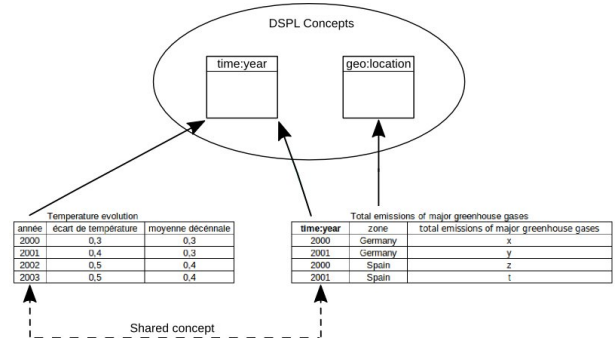 DSPL Concepts
time:year
geo:location
Temperature evolution
année écart de température moyenne décénnale
2000 0,3 0,3
2001 0,4 0,3
2002 0,5 0,4
2003 0,5 0,4
Total emissions of major greenhouse gases
time:year zone total emissions of major greenhouse gases
2000 Germany x
2001 Germany y
2000 Spain z
2001 Spain t
Shared concept